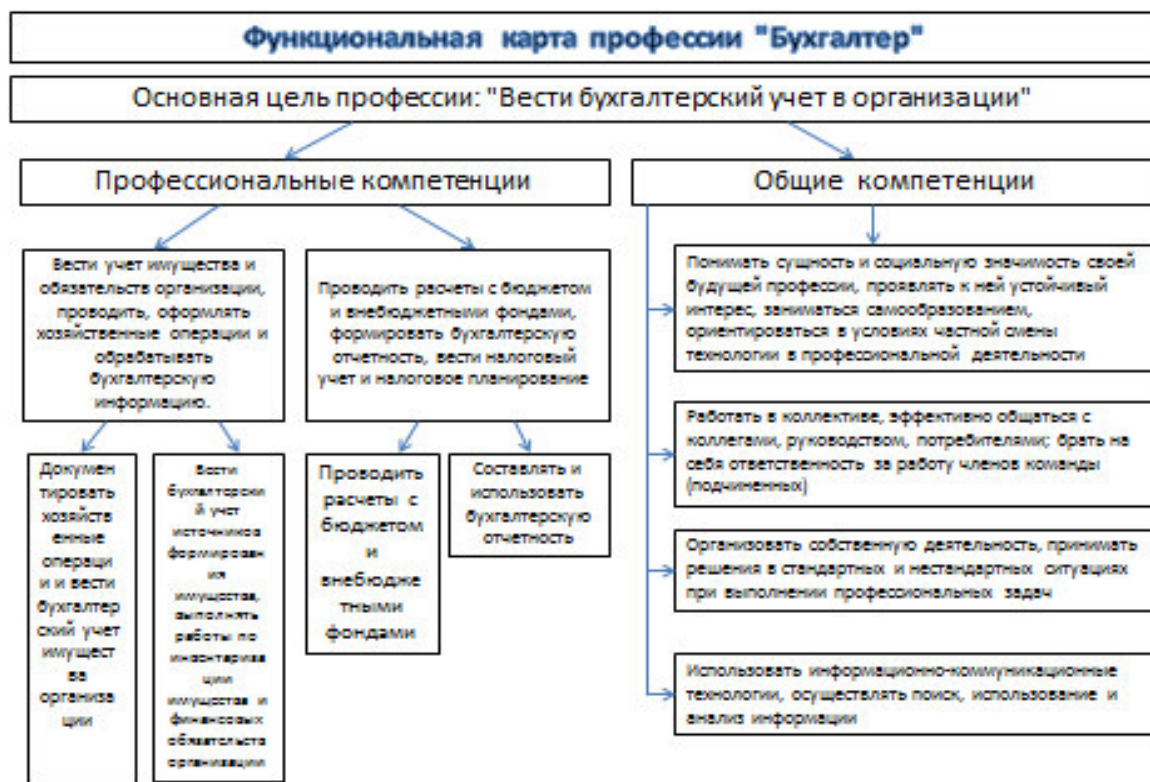 Функциональная карта профессии "Бухгалтер"
Основная цель профессии: "Вести бухгалтерский учет в организации"
Профессиональные компетенции
Общие компетенции
Вести учет имущества и
обязательств организации,
проводить, оформлять
хозяйственные операции и
обрабатывать
бухгалтерскую
информацию.
Проводить расчеты с бюджетом
и внебюджетными фондами,
формировать бухгалтерскую
отчетность, вести налоговый
учет и налоговое планирование
Докумен
тировать
хозяйств
енные
операци
и и вести
бухгалтер
ский учет
имущест
ва
организа
ции
Вести
бухгалтерски
й учет
источников
формирован
ия
имущества,
выполнять
работы по
инвентариза
ции
имущества и
финансовых
обязательств
организации
Проводить
расчеты с
бюджетом
и
внебюдже
тными
фондами
Составлять и
использовать
бухгалтерскую
отчетность
Понимать сущность и социальную значимость своей
будущей профессии, проявлять к ней устойчивый
интерес, заниматься самообразованием,
ориентироваться в условиях частной смены
технологии в профессиональной деятельности
Работать в коллективе, эффективно общаться с
коллегами, руководством, потребителями; брать на
себя ответственность за работу членов команды
(подчиненных)
Организовать собственную деятельность, принимать
решения в стандартных и нестандартных ситуациях
при выполнении профессиональных задач
Использовать информационно-коммуникационные
технологии, осуществлять поиск, использование и
анализ информации